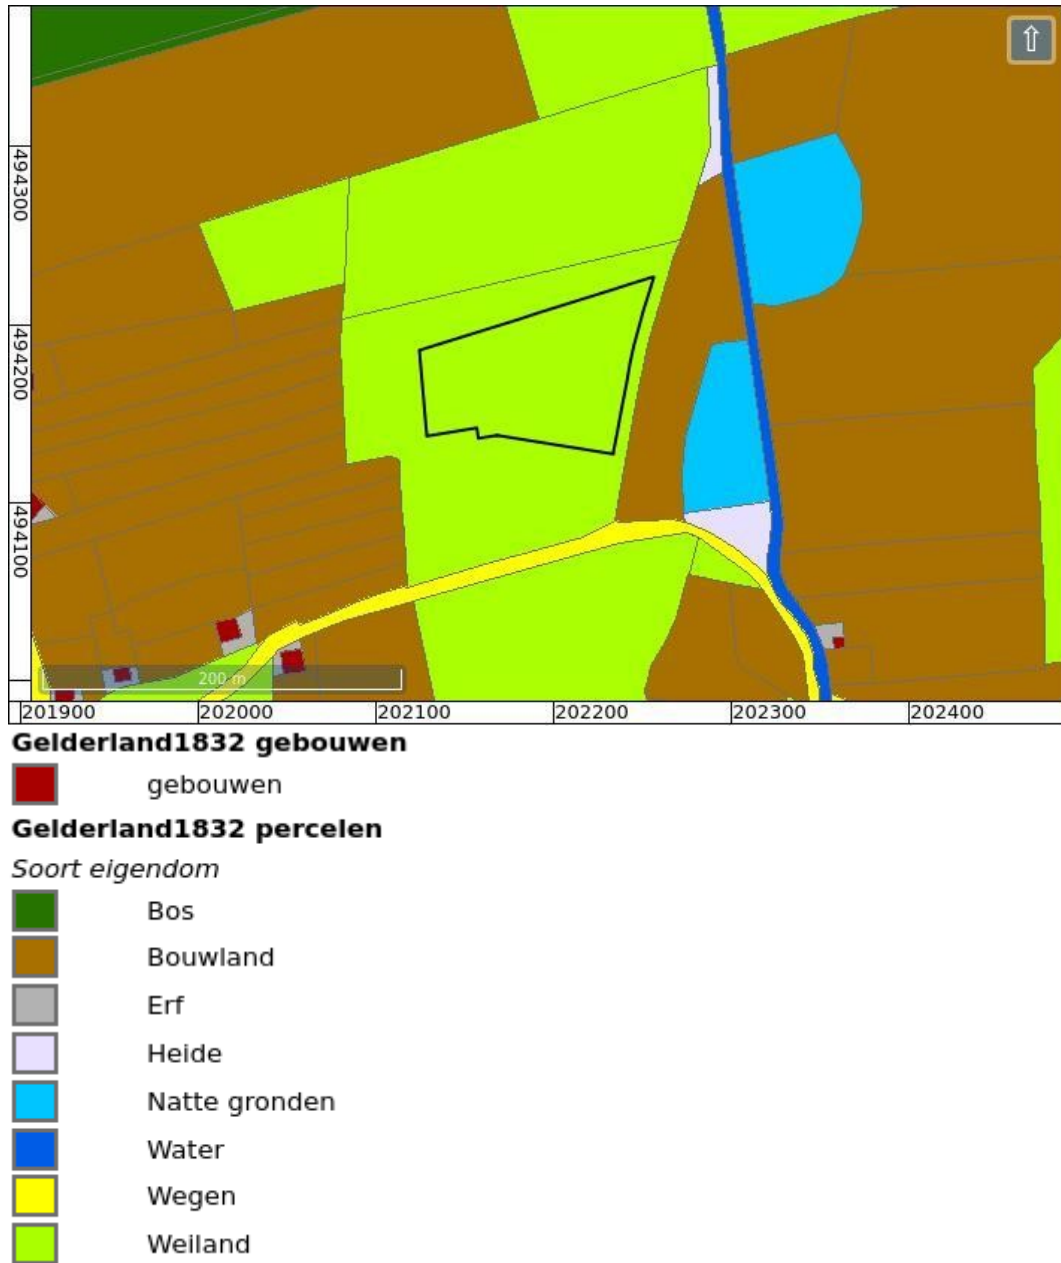 494300
494200
494100
200 m
201900
202000
202100
202200
202300
202400
Gelderland1832 gebouwen
gebouwen
Gelderland1832 percelen
Soort eigendom
Bos
Bouwland
Erf
Heide
Natte gronden
Water
Wegen
Weiland